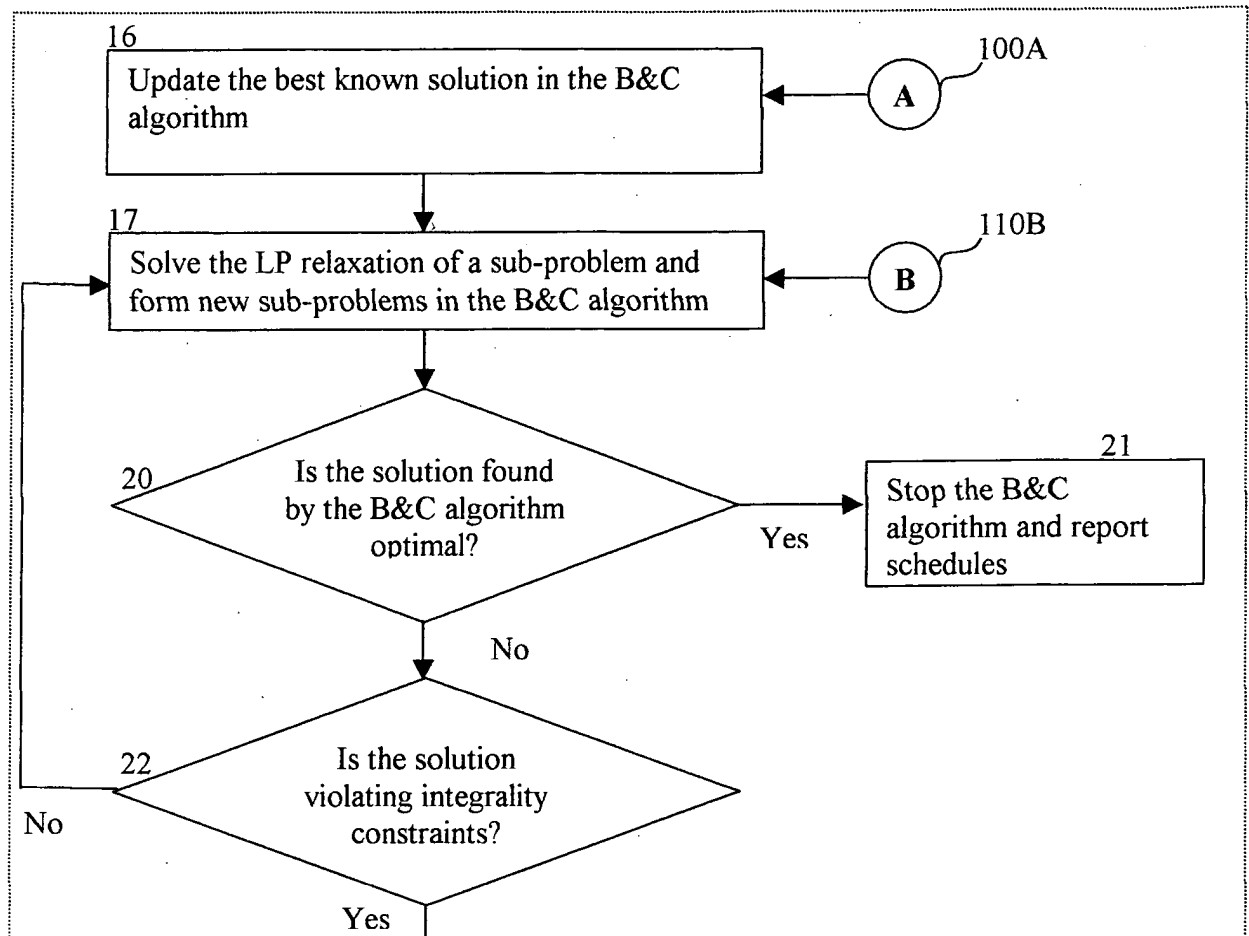 16
Update the best known solution in the B&C
algorithm
A
100A
17
Solve the LP relaxation of a sub-problem and
form new sub-problems in the B&C algorithm
B
110B
20
Is the solution found
by the B&C algorithm
optimal?
Yes
21
Stop the B&C
algorithm and report
schedules
No
22
Is the solution
violating integrality
constraints?
No
Yes